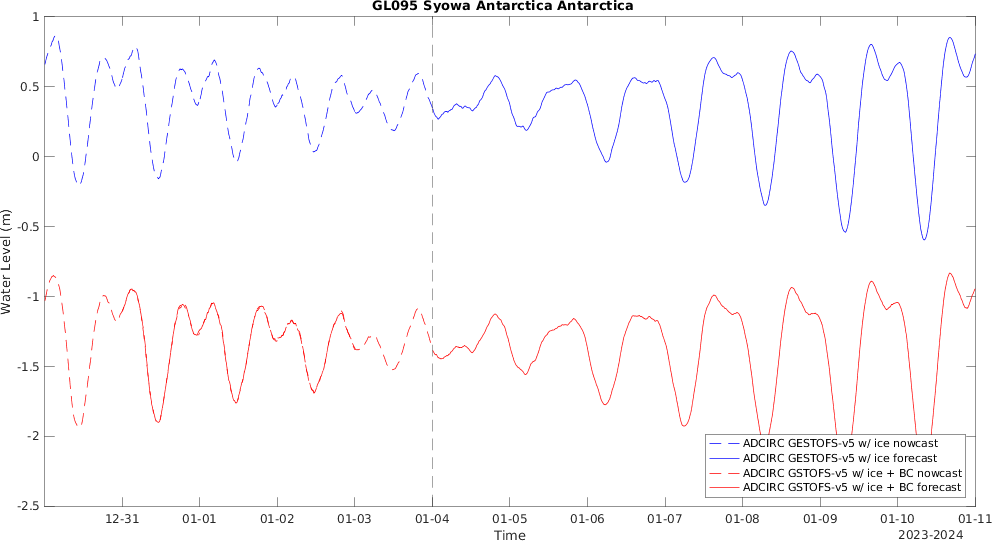 GL095 Syowa Antarctica Antarctica
1
0.5
0
-0.5
-1
-1.5
-2
-2.5
Water Level (m)
ADCIRC GESTOFS-v5 w/ ice nowcast
ADCIRC GESTOFS-v5 w/ ice forecast
ADCIRC GSTOFS-v5 w/ ice + BC nowcast
ADCIRC GSTOFS-v5 w/ ice + BC forecast
12-31 01-01 01-02 01-03 01-04 01-05 01-06 01-07 01-08 01-09 01-10 01-11
Time
2023-2024